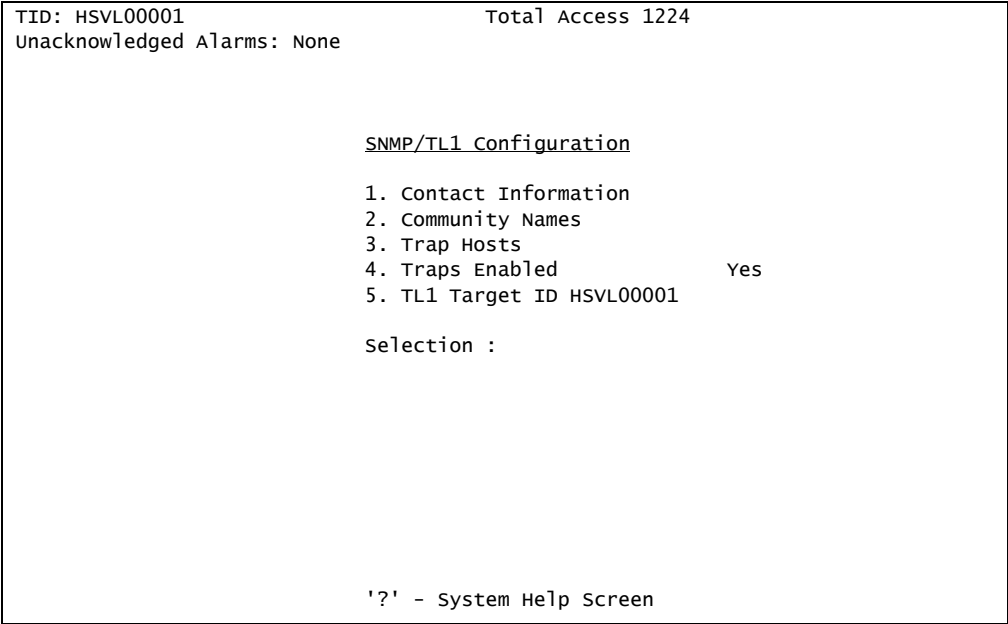 TID: HSVL00001 Total Access 1224
Unacknowledged Alarms: None
SNMP/TL1 Configuration
1. Contact Information
2. Community Names
3. Trap Hosts
4. Traps Enabled Yes
5. TL1 Target ID HSVL00001
Selection :
'?' – System Help Screen